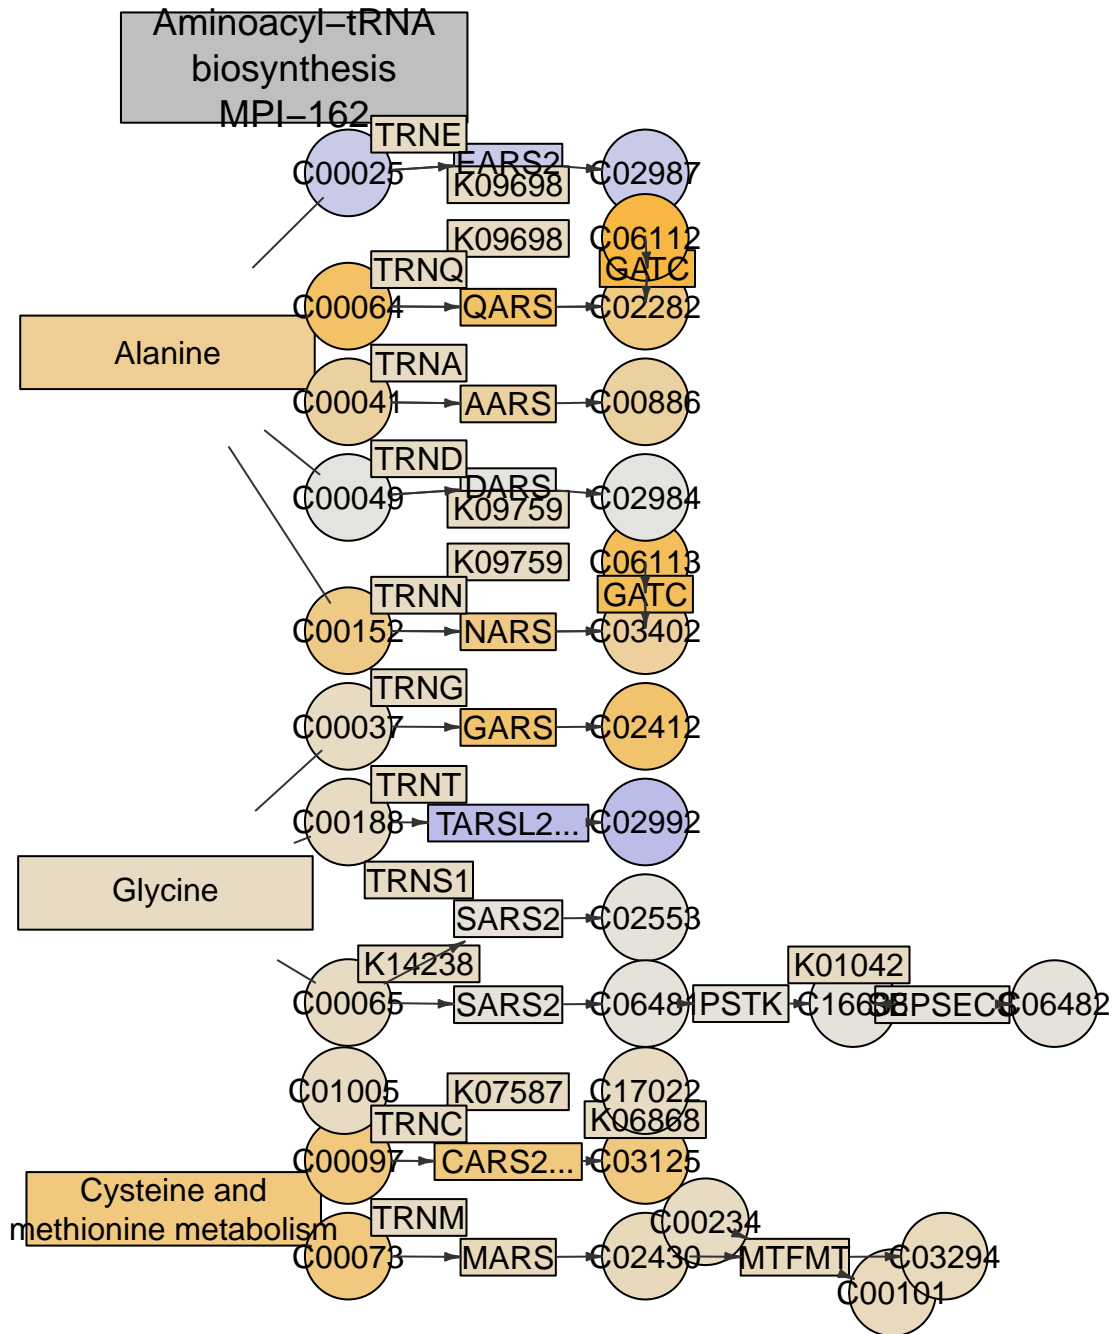 Aminoacyl−tRNA
biosynthesis
MPI−162
TRNE
C00025
EARS2
C02987
K09698
K09698
C06112
TRNQ
GATC
C00064
QARS
C02282
Alanine
TRNA
C00041
AARS
C00886
TRND
C00049
DARS
C02984
K09759
K09759
C06113
TRNN
GATC
C00152
NARS
C03402
TRNG
C00037
GARS
C02412
TRNT
C00188
TARSL2...
C02992
Glycine
TRNS1
SARS2
C02553
K14238
K01042
C00065
SARS2
C06481
PSTK
C16638
SEPSECS
C06482
C01005
K07587
C17022
TRNC
K06868
C00097
CARS2...
C03125
Cysteine and
methionine metabolism
TRNM
C00234
C00073
MARS
C02430
MTFMT
C03294
C00101